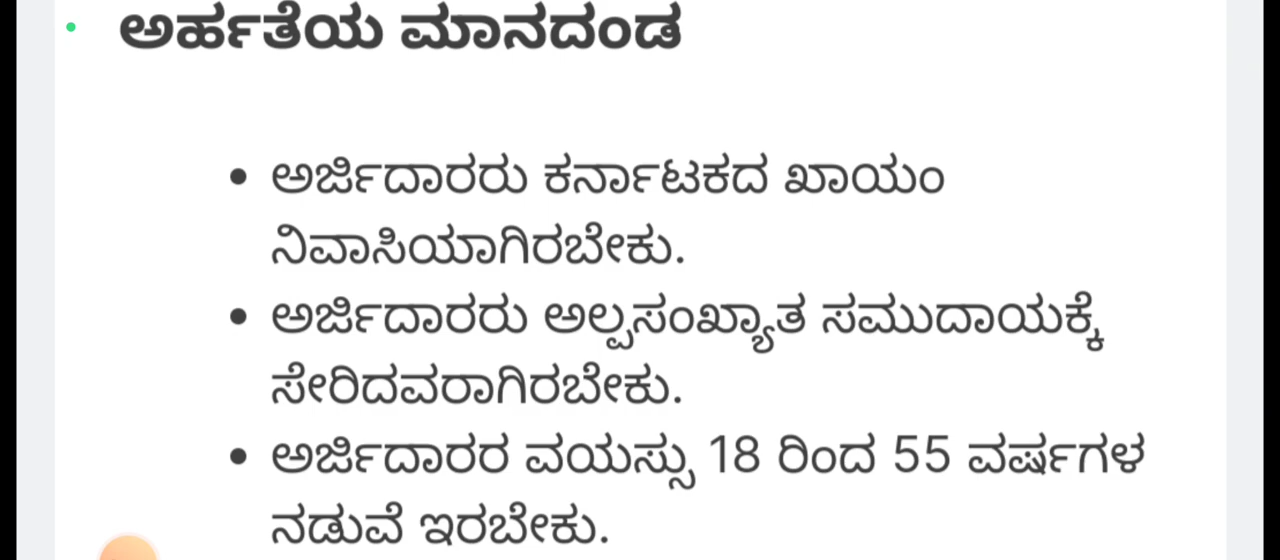 ಅರ್ಹತೆಯ ಮಾನದಂಡ
ಅರ್ಜಿದಾರರು ಕರ್ನಾಟಕದ ಖಾಯಂ
ನಿವಾಸಿಯಾಗಿರಬೇಕು.
ಅರ್ಜಿದಾರರು ಅಲ್ಪಸಂಖ್ಯಾತ ಸಮುದಾಯಕ್ಕೆ
ಸೇರಿದವರಾಗಿರಬೇಕು.
ಅರ್ಜಿದಾರರ ವಯಸ್ಸು 18 ರಿಂದ 55 ವರ್ಷಗಳ
ನಡುವೆ ಇರಬೇಕು.